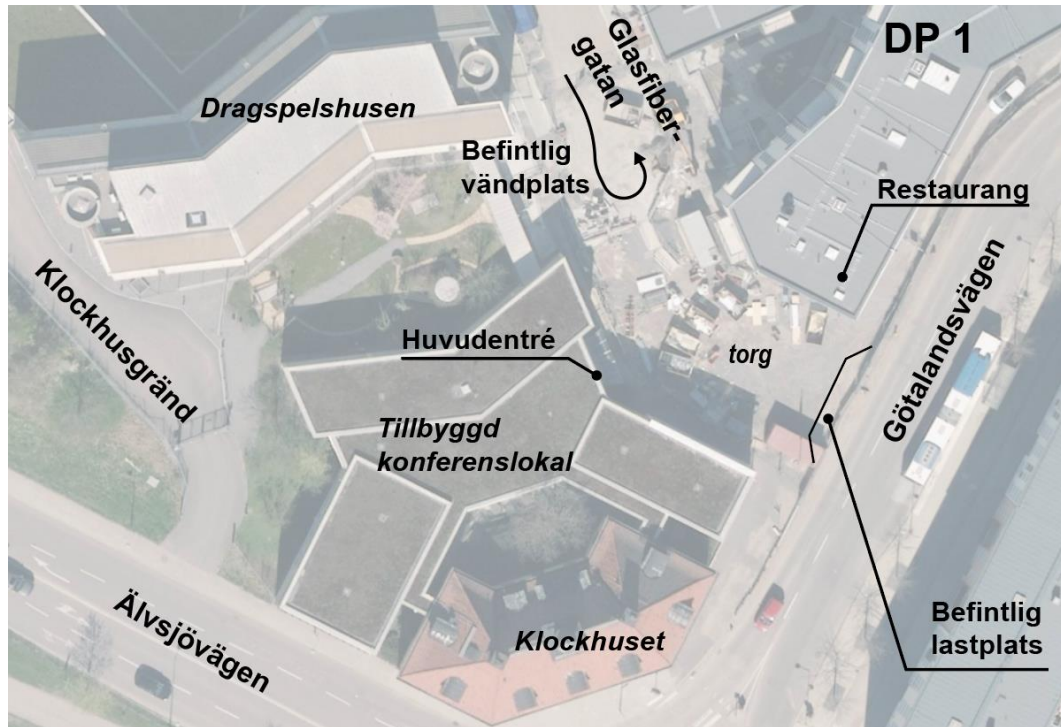 DP 1
Glasfiber-
gatan
Dragspelshusen
Befintlig
vändplats
Restaurang
Klockhusgränd
Götalandsvägen
Huvudentré
torg
Tillbyggd
konferenslokal
Älvsjövägen
Klockhuset
Befintlig
lastplats